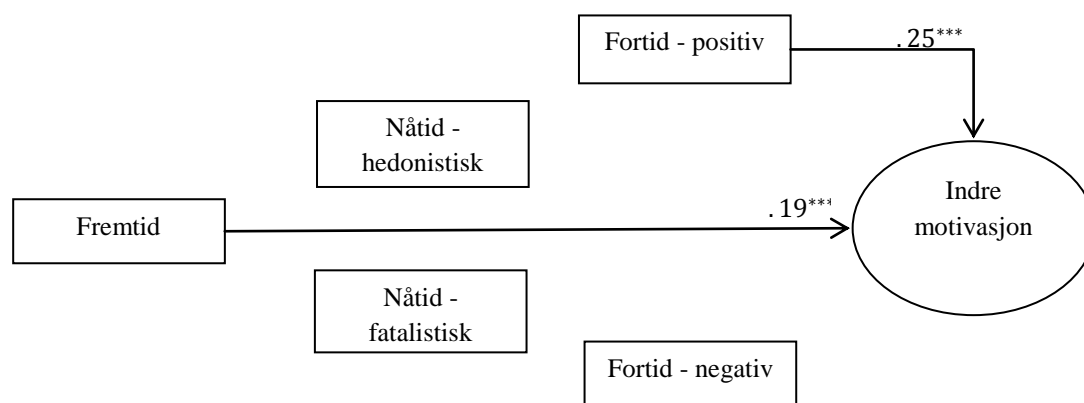 Fortid - positiv
.25***
Nåtid -
hedonistisk
Indre
motivasjon
.19***
Fremtid
Nåtid -
fatalistisk
Fortid - negativ